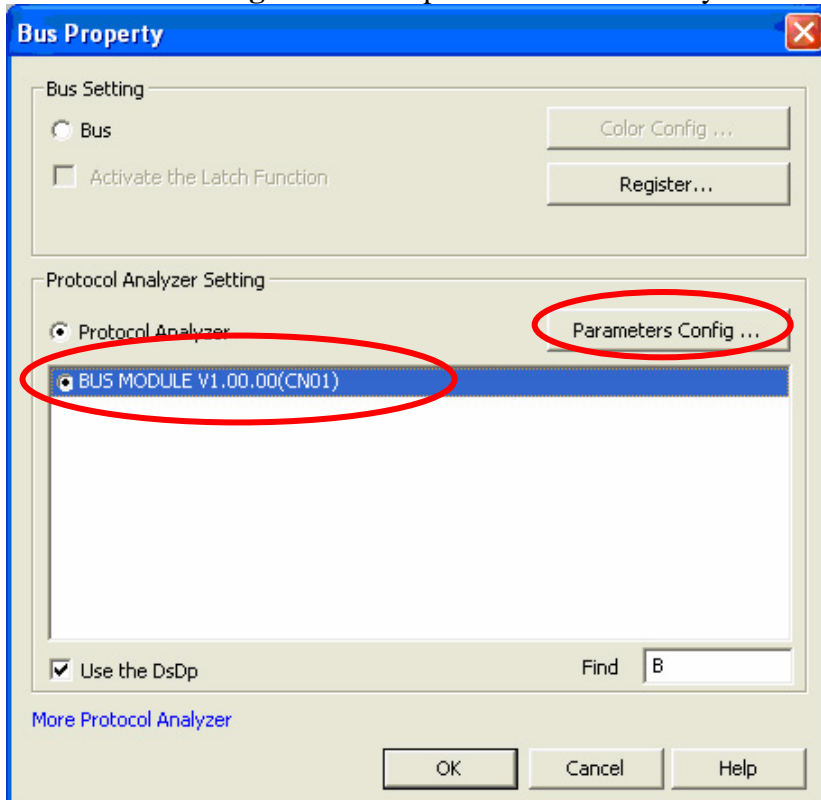 Bus Property
Bus Setting
Bus
Color Config ...
Activate the Latch Function
Register...
Protocol Analyzer Setting
Protocol Analyzer
Parameters Config ...
BUS MODULE V1.00.00(CN01)
Use the DsDp
Find B
More Protocol Analyzer
OK Cancel Help